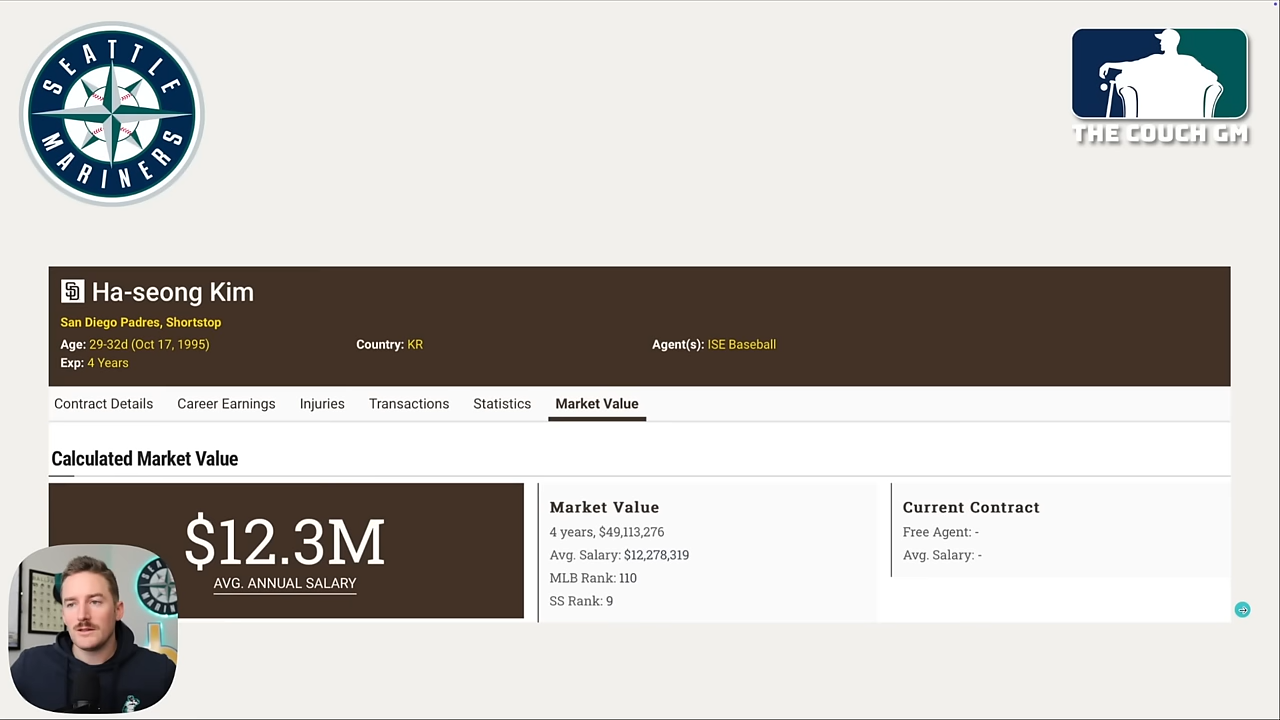 SEATTLE
MARINERS
THE COUCH GM
SD Ha-seong Kim
San Diego Padres, Shortstop
Age: 29-32d (Oct 17, 1995) Country: KR Agent(s): ISE Baseball
Exp: 4 Years
Contract Details Career Earnings Injuries Transactions Statistics Market Value
Calculated Market Value
$12.3M
AVG. ANNUAL SALARY
Market Value
4 years, $49,113,276
Avg. Salary: $12,278,319
MLB Rank: 110
SS Rank: 9
Current Contract
Free Agent: -
Avg. Salary: -